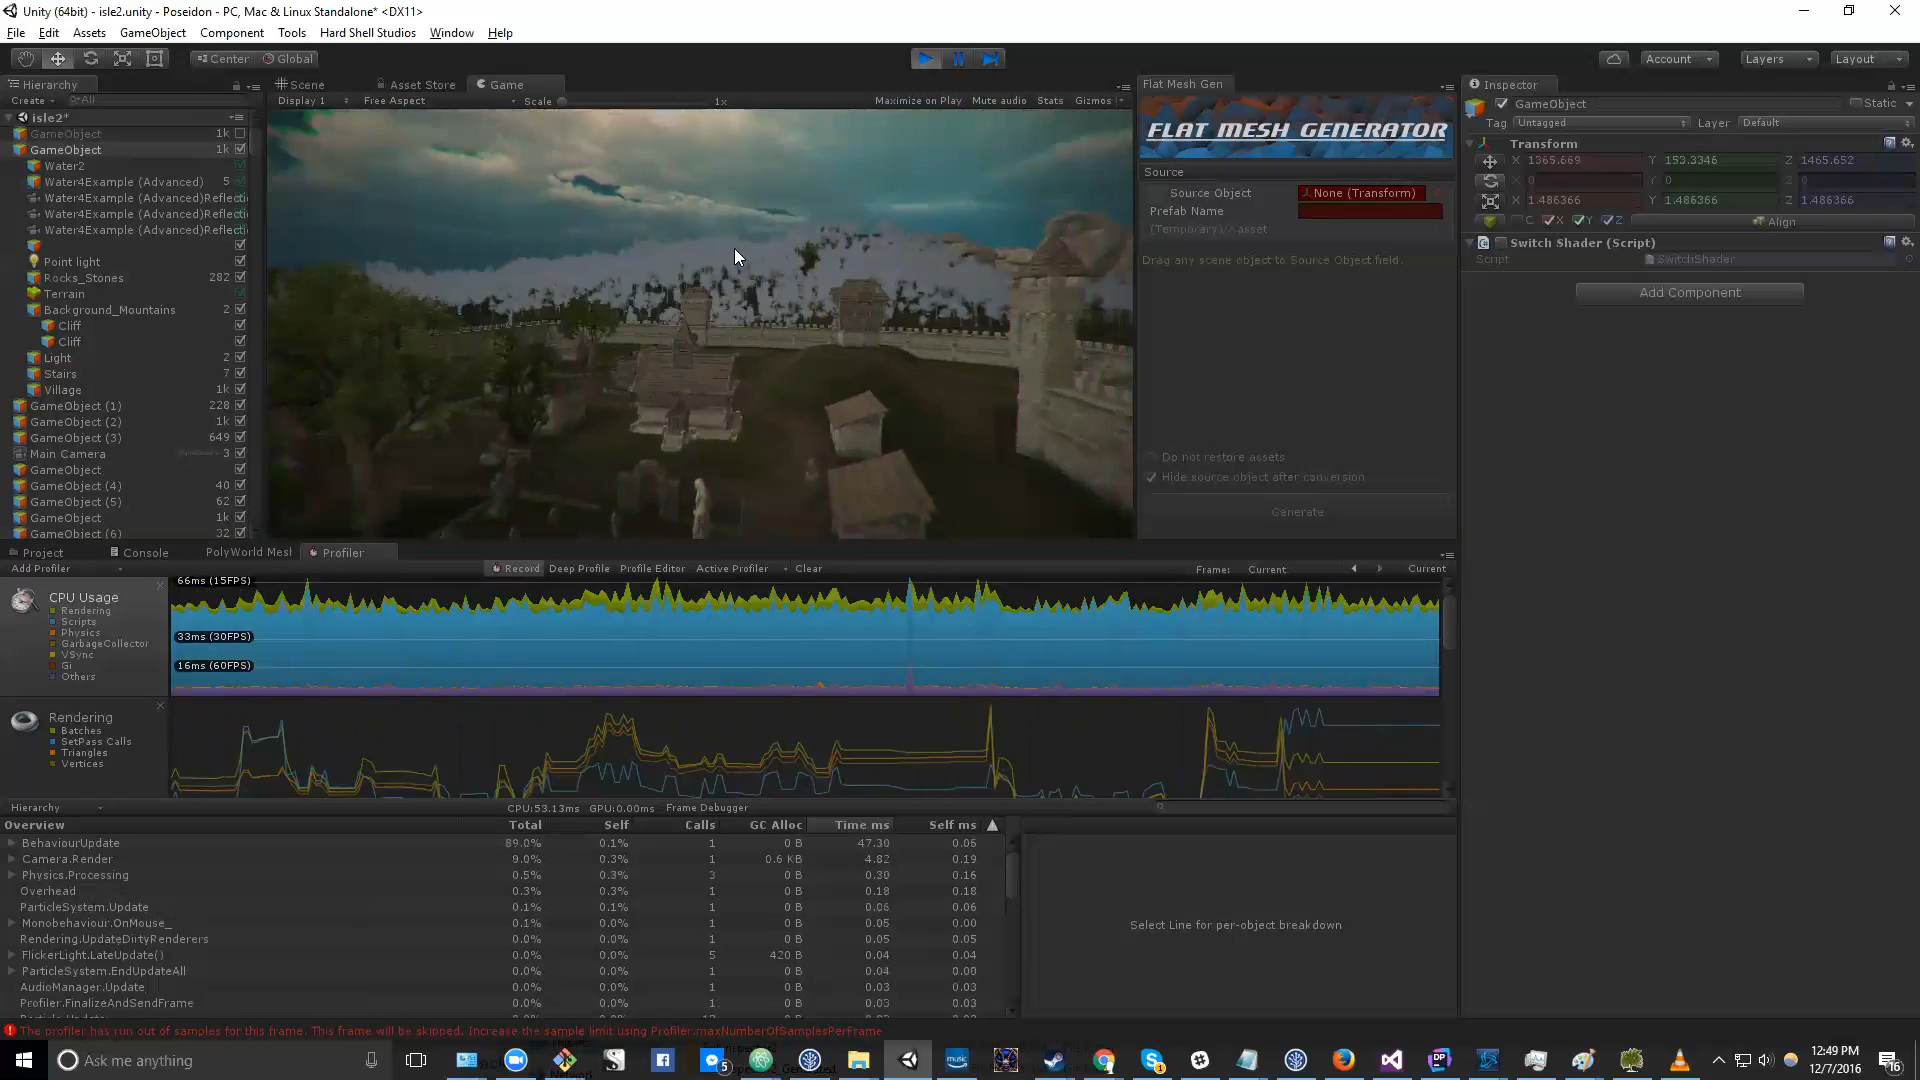 Unity (64bit) - isle2.unity - Poseidon - PC, Mac & Linux Standalone* <DX11>
File Edit Assets GameObject Component Tools Hard Shell Studios Window Help
Center Global Account Layers Layout
Hierarchy Scene Asset Store Game Flat Mesh Gen Inspector
Create All Display 1 Free Aspect Scale 1x Maximize on Play Mute audio Stats Gizmos
isle2*
GameObject 1k
GameObject 1k
Water2
Water4Example (Advanced) 5
Water4Example (Advanced)Reflecti
Water4Example (Advanced)Reflecti
Water4Example (Advanced)Reflecti
Point light
Rocks_Stones 282
Terrain
Background_Mountains 2
Cliff
Cliff
Light 2
Stairs 7
Village 1k
GameObject (1) 228
GameObject (2) 1k
GameObject (3) 649
Main Camera 3
GameObject
GameObject (4) 40
GameObject (5) 62
GameObject 1k
GameObject (6) 32
FLAT MESH GENERATOR
Source
Source Object None (Transform)
Prefab Name
Drag any scene object to Source Object field.
Do not restore assets
Hide source object after conversion
Generate
GameObject Static
Tag Untagged Layer Default
Transform
X 1365.669 Y 153.3346 Z 1465.652
X 0 Y 0 Z 0
X 1.486366 Y 1.486366 Z 1.486366
C X Y Z Align
Switch Shader (Script)
Script SwitchShader
Add Component
Project Console PolyWorld Mesh Profiler
Add Profiler Record Deep Profile Profile Editor Active Profiler Clear Frame: Current Current
CPU Usage
Rendering
Scripts
Physics
GarbageCollector
VSync
Gi
Others
66ms (15FPS)
33ms (30FPS)
16ms (60FPS)
Rendering
Batches
SetPass Calls
Triangles
Vertices
Hierarchy CPU:53.13ms GPU:0.00ms Frame Debugger
Overview Total Self Calls GC Alloc Time ms Self ms
BehaviourUpdate 89.0% 0.1% 1 0 B 47.30 0.05
Camera.Render 9.0% 0.3% 1 0.6 KB 4.82 0.19
Physics.Processing 0.5% 0.3% 3 0 B 0.30 0.16
Overhead 0.3% 0.3% 1 0 B 0.18 0.18
ParticleSystem.Update 0.1% 0.1% 1 0 B 0.06 0.06
Monobehaviour.OnMouse_ 0.1% 0.0% 1 0 B 0.05 0.00
Rendering.UpdateDirtyRenderers 0.0% 0.0% 1 0 B 0.05 0.05
FlickerLight.LateUpdate() 0.0% 0.0% 5 420 B 0.04 0.04
ParticleSystem.EndUpdateAll 0.0% 0.0% 1 0 B 0.04 0.00
AudioManager.Update 0.0% 0.0% 1 0 B 0.03 0.03
Profiler.FinalizeAndSendFrame 0.0% 0.0% 1 0 B 0.03 0.03
Select Line for per-object breakdown
The profiler has run out of samples for this frame. This frame will be skipped. Increase the sample limit using Profiler.maxNumberOfSamplesPerFrame
Ask me anything
5
music
DP
1
12:49 PM
12/7/2016
16